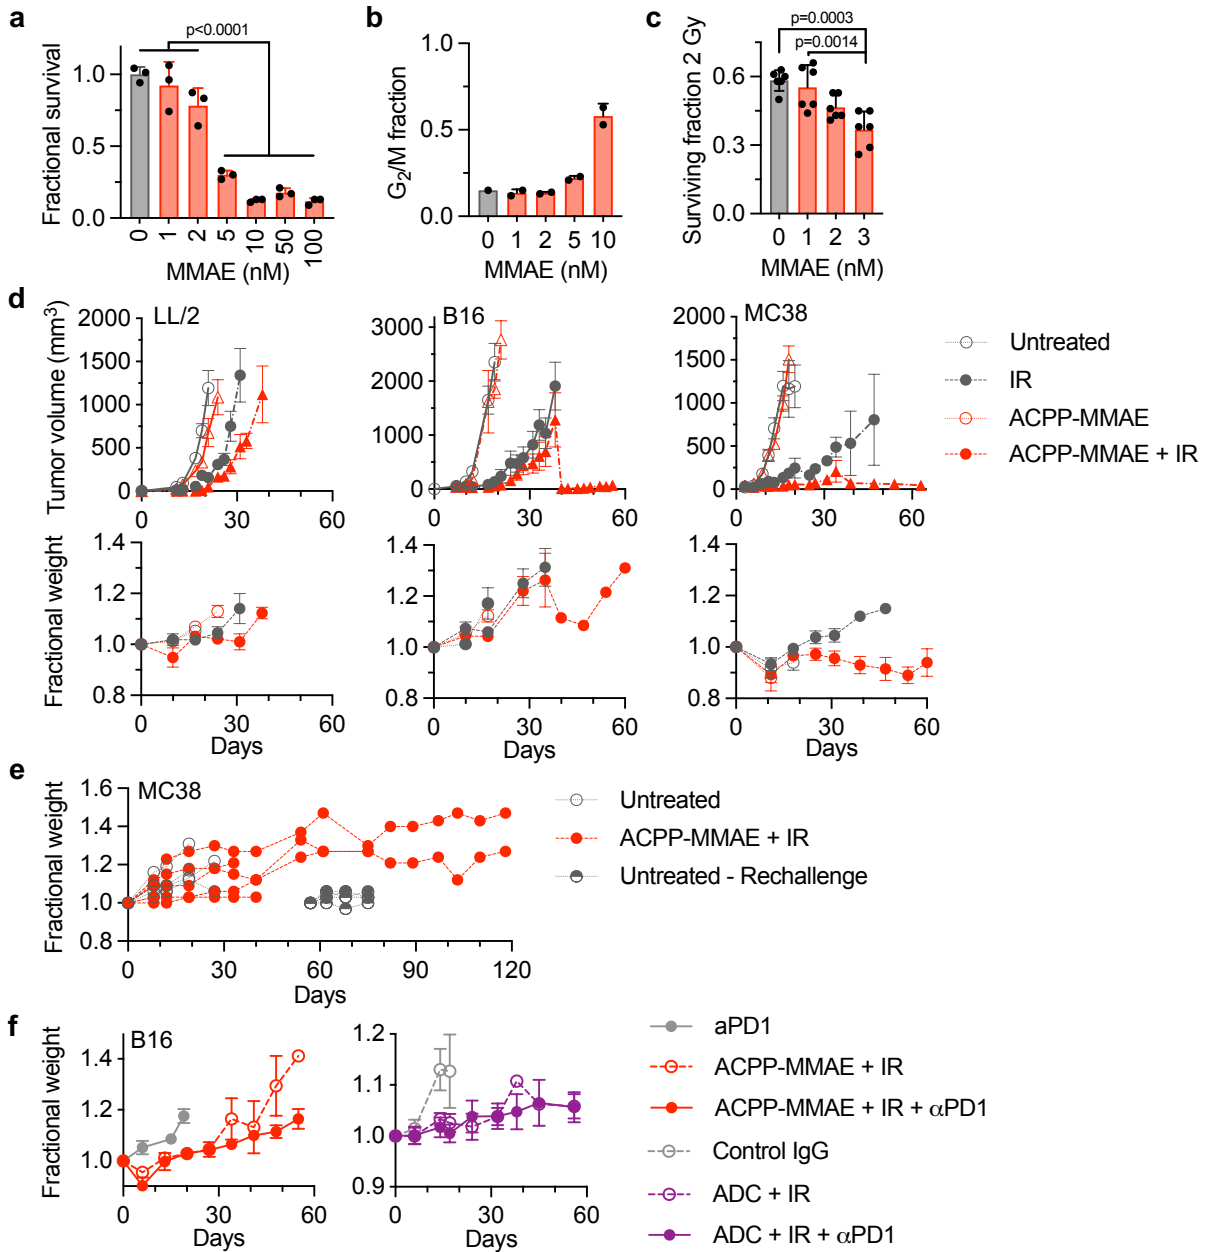 a
Fractional survival
p<0.0001
1.0
0.5
0.0
0 1 2 5 10 50 100
MMAE (nM)
b
G2/M fraction
1.0
0.5
0.0
0 1 2 5 10
MMAE (nM)
c
Surviving fraction 2 Gy
p=0.0003
p=0.0014
0.6
0.3
0.0
0 1 2 3
MMAE (nM)
d
Tumor volume (mm3)
LL/2
2000
1500
1000
500
0
0 30 60
B16
3000
2000
1000
0
0 30 60
MC38
2000
1500
1000
500
0
0 30 60
Untreated
IR
ACPP-MMAE
ACPP-MMAE + IR
Fractional weight
1.4
1.2
1.0
0.8
0 30 60
Days
1.4
1.2
1.0
0.8
0 30 60
Days
1.4
1.2
1.0
0.8
0 30 60
Days
e
Fractional weight
MC38
1.6
1.4
1.2
1.0
0.8
0 30 60 90 120
Days
Untreated
ACPP-MMAE + IR
Untreated - Rechallenge
f
Fractional weight
B16
1.4
1.2
1.0
0 30 60
Days
1.2
1.1
1.0
0.9
0 30 60
Days
aPD1
ACPP-MMAE + IR
ACPP-MMAE + IR + αPD1
Control IgG
ADC + IR
ADC + IR + αPD1